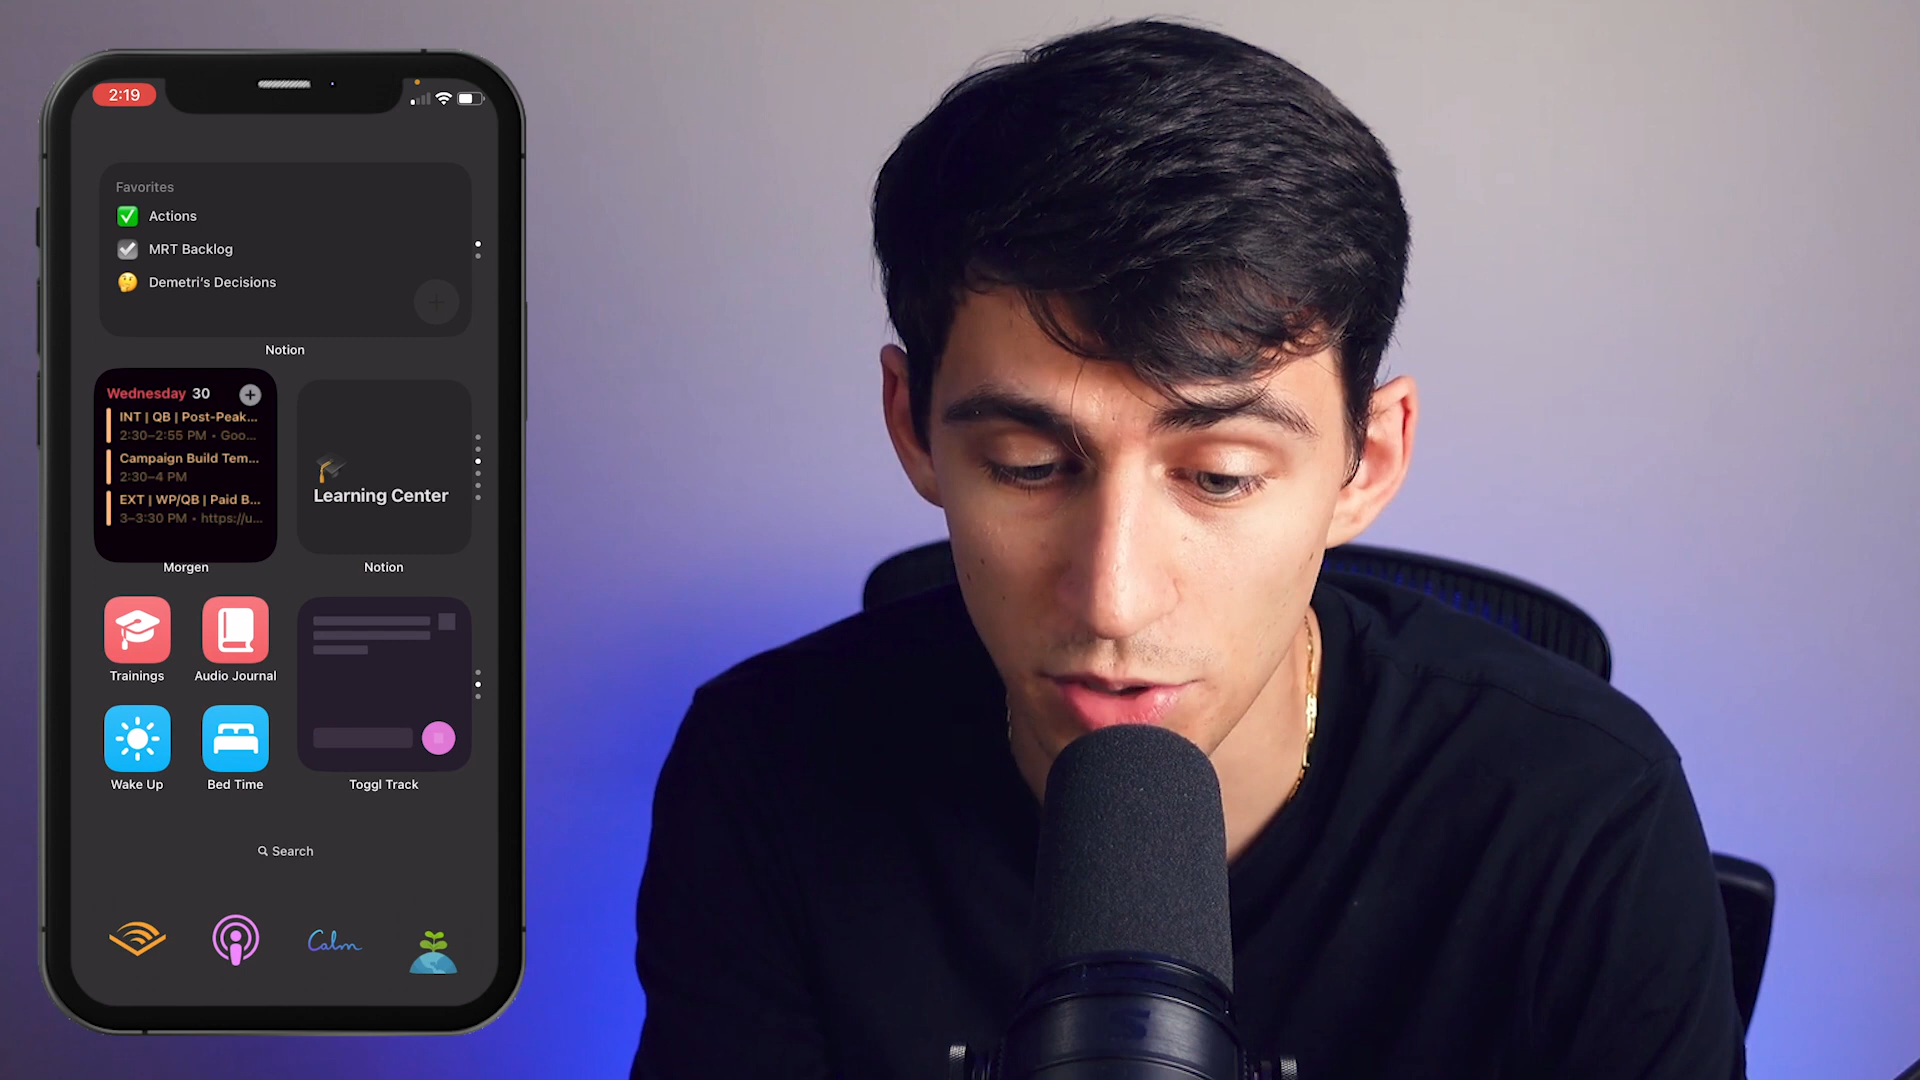 2:19
Favorites
Actions
MRT Backlog
Demetri's Decisions
Notion
Wednesday 30
INT | QB | Post-Peak...
2:30–2:55 PM • Goo...
Campaign Build Tem...
2:30–4 PM
EXT | WP/QB | Paid B...
3–3:30 PM • https://u...
Morgen
Learning Center
Notion
Trainings
Audio Journal
Wake Up
Bed Time
Toggl Track
Search
Calm